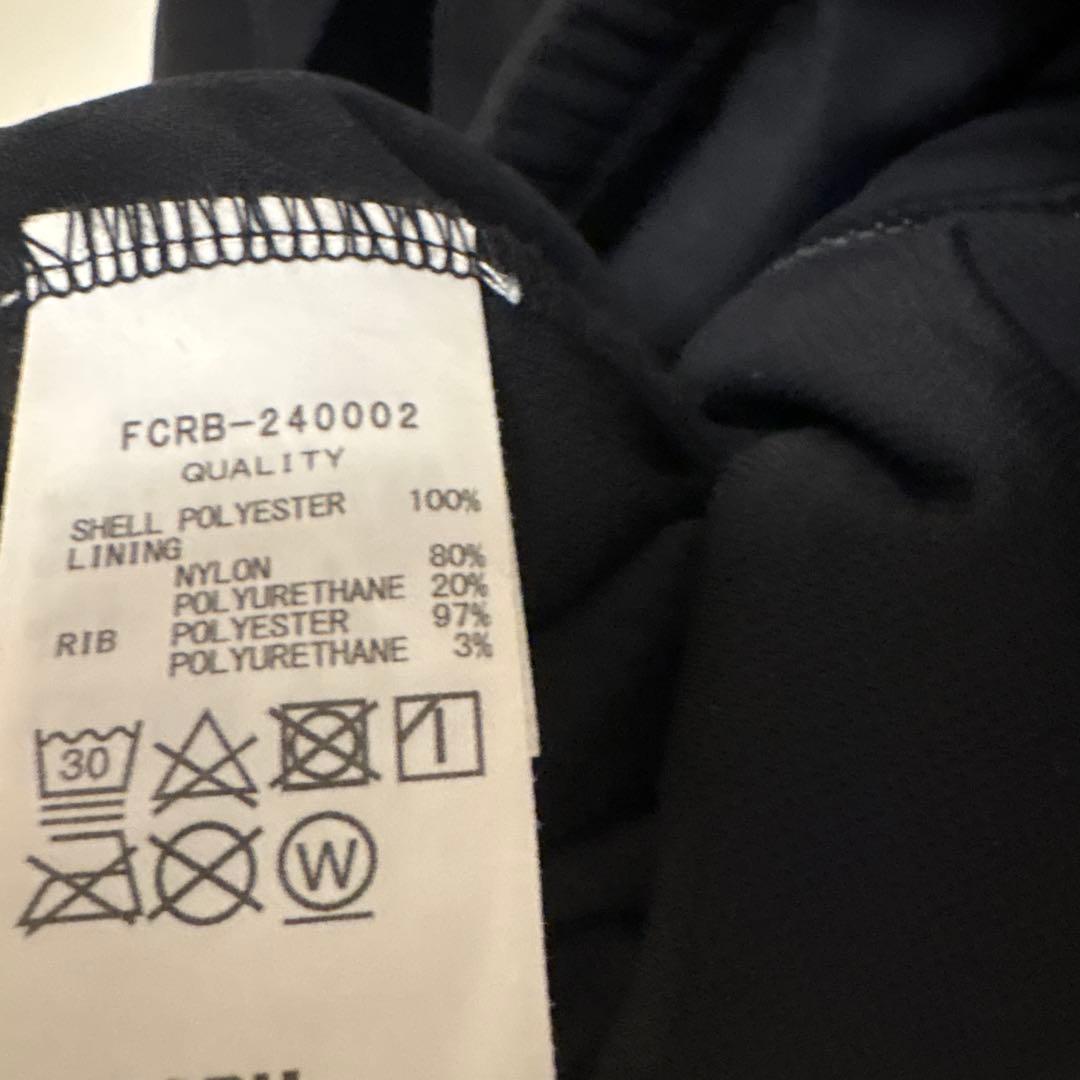 FCRB-240002
QUALITY
SHELL POLYESTER 100%
LINING
NYLON 80%
POLYURETHANE 20%
RIB POLYESTER 97%
POLYURETHANE 3%
30
W